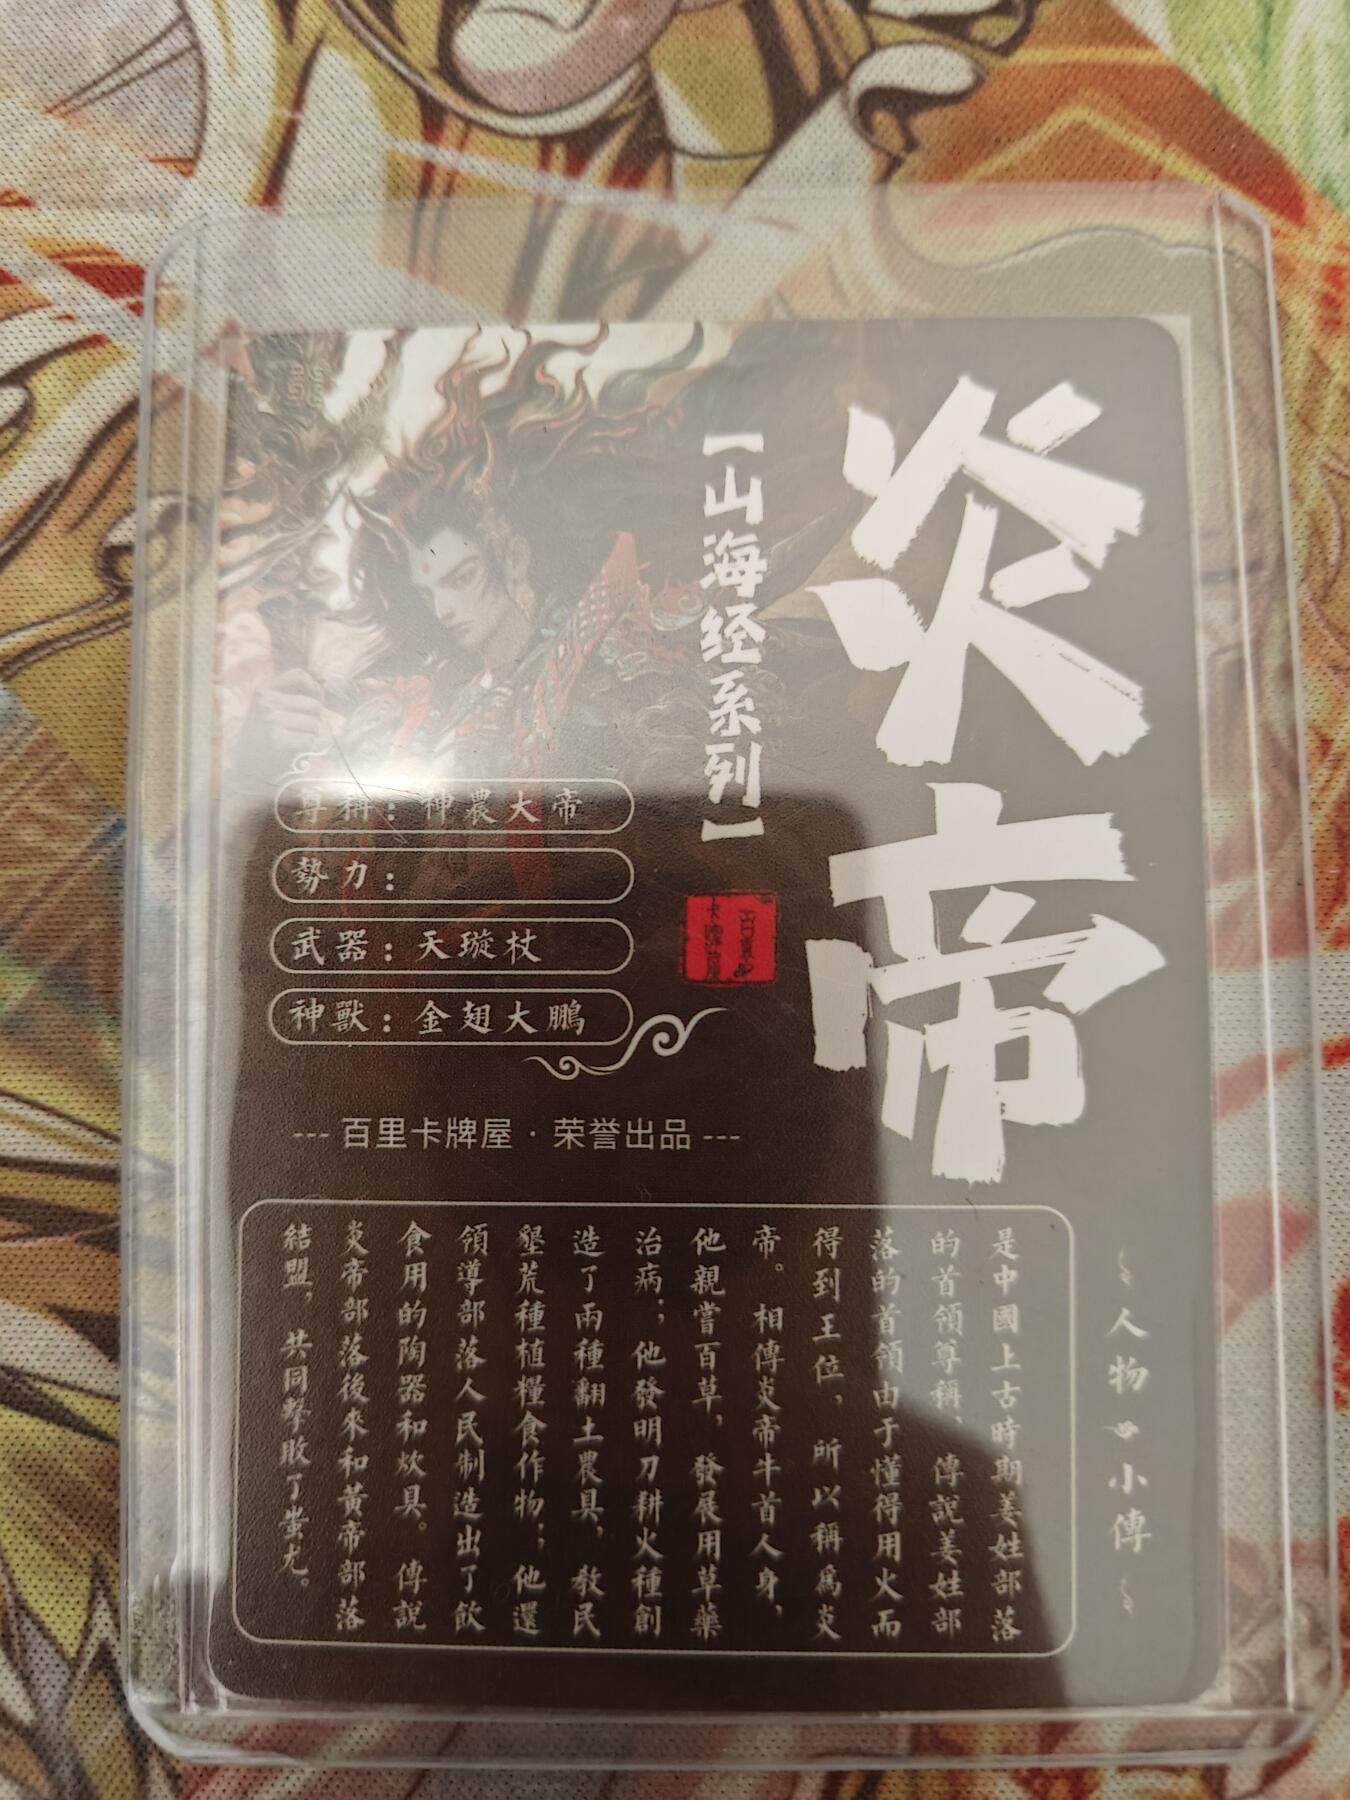 炎帝
【山海经系列】
尊稱：神農大帝
勢力：
武器：天璇杖
神獸：金翅大鵬
--- 百里卡牌屋 · 荣誉出品 ---
人物小傳
是中國上古時期姜姓部落
的首領尊稱，傳說姜姓部
落的首領由于懂得用火而
得到王位，所以稱爲炎
帝。相傳炎帝牛首人身，
他親嘗百草，發展用草藥
治病；他發明刀耕火種創
造了兩種翻土農具，教民
墾荒種植糧食作物；他還
領導部落人民制造出了飲
食用的陶器和炊具。傳說
炎帝部落後來和黃帝部落
結盟，共同擊敗了蚩尤。